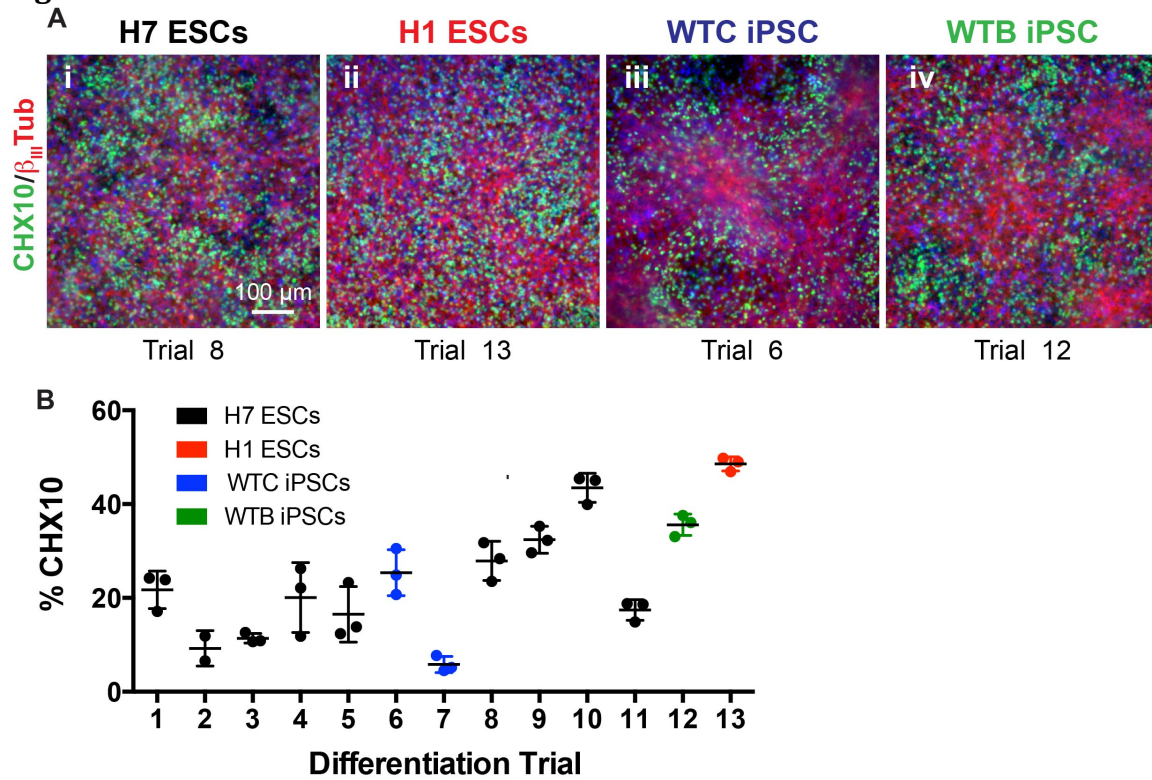 A
H7 ESCs H1 ESCs WTC iPSC WTB iPSC
CHX10/βIIITub
i ii iii iv
100 µm
Trial 8 Trial 13 Trial 6 Trial 12
B
% CHX10
60
40
20
0
H7 ESCs
H1 ESCs
WTC iPSCs
WTB iPSCs
1 2 3 4 5 6 7 8 9 10 11 12 13
Differentiation Trial